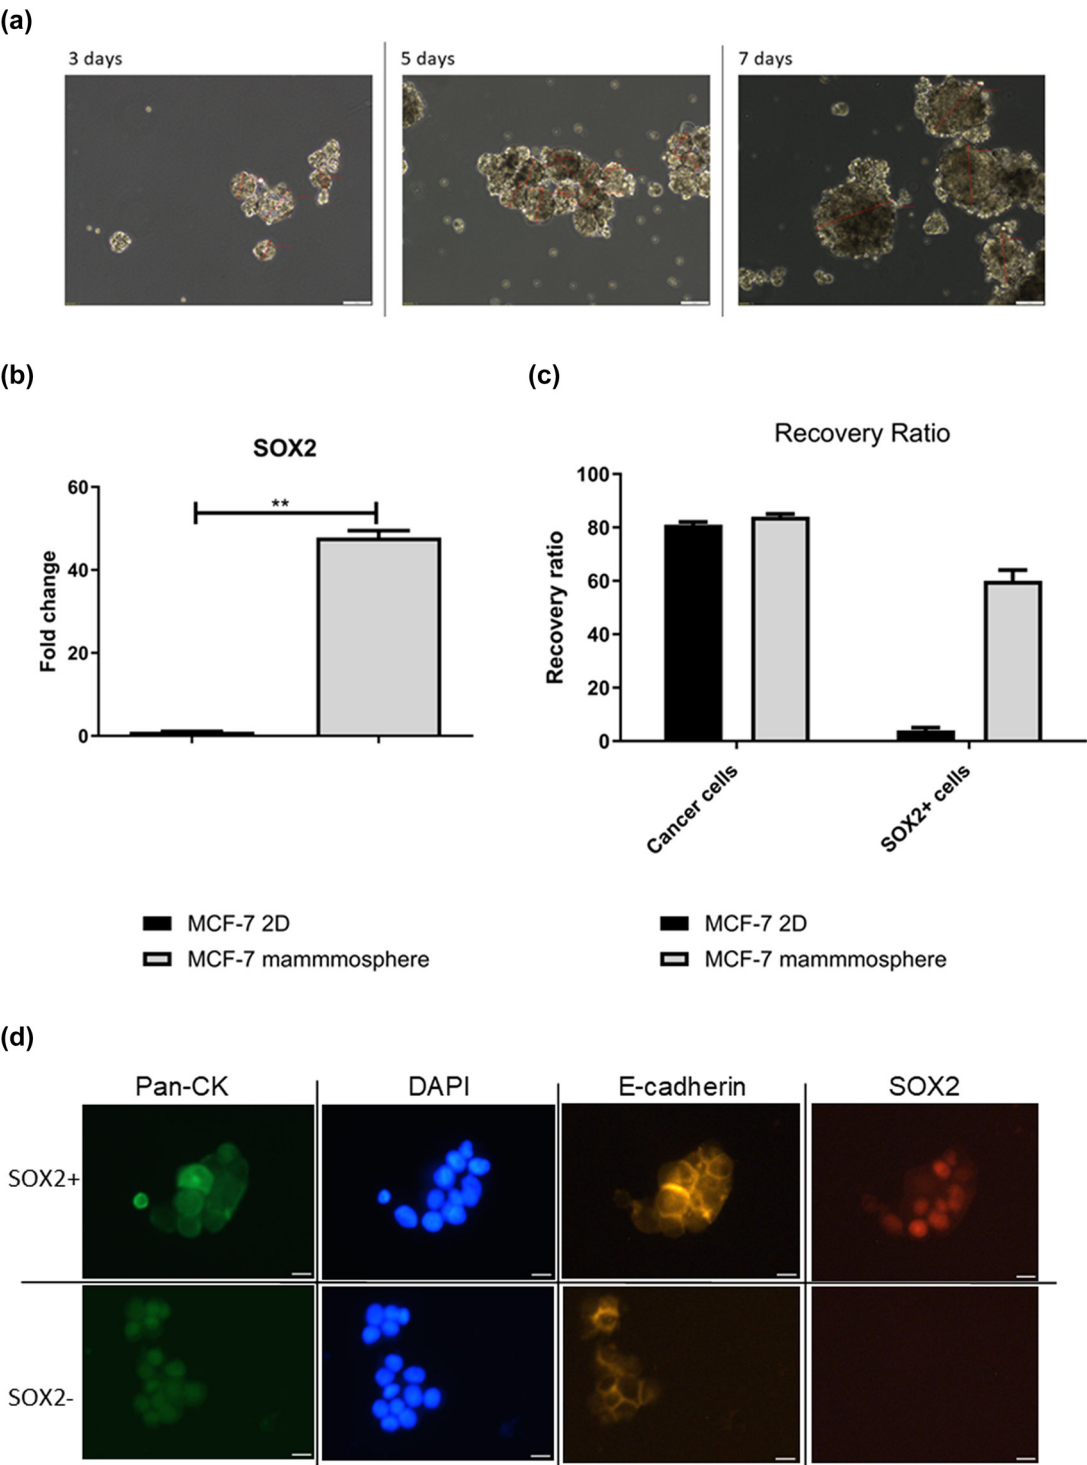 (a)
3 days
5 days
7 days
(b)
(c)
SOX2
**
Fold change
60
40
20
0
Recovery Ratio
Recovery ratio
100
80
60
40
20
0
Cancer cells
SOX2+ cells
MCF-7 2D
MCF-7 mammmosphere
MCF-7 2D
MCF-7 mammmosphere
(d)
Pan-CK
DAPI
E-cadherin
SOX2
SOX2+
SOX2-